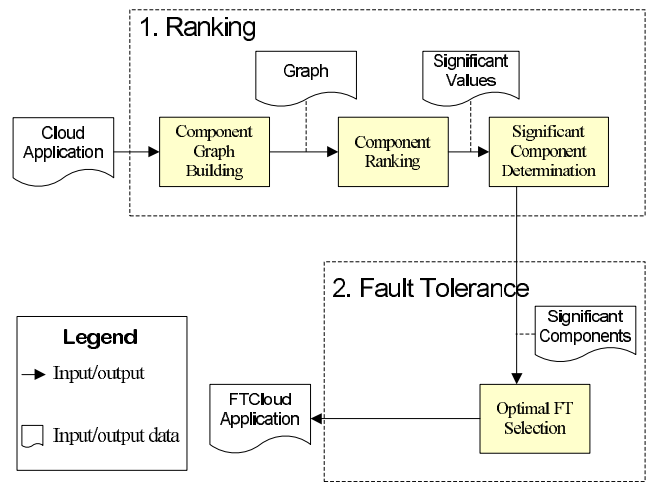 1. Ranking
Graph
Significant
Values
Cloud
Application
Component
Graph
Building
Component
Ranking
Significant
Component
Determination
2. Fault Tolerance
Significant
Components
Legend
Input/output
Input/output data
FTCloud
Application
Optimal FT
Selection